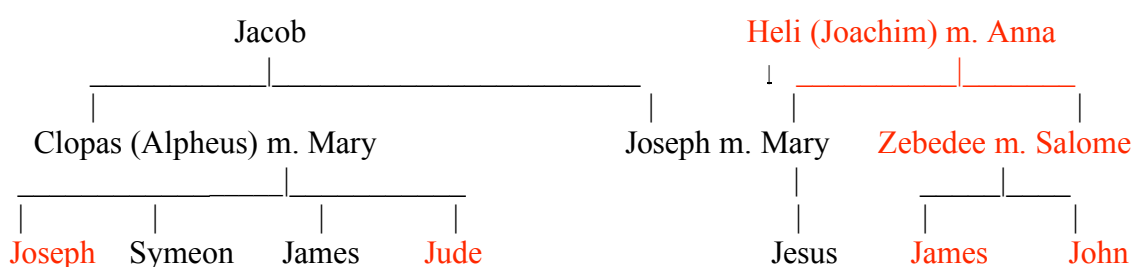 Jacob Heli (Joachim) m. Anna
Clopas (Alpheus) m. Mary Joseph m. Mary Zebedee m. Salome
Joseph Symeon James Jude Jesus James John